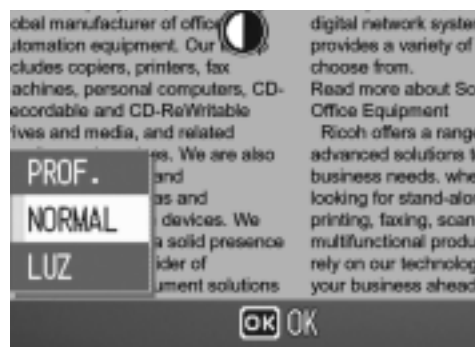 obal manufacturer of office
utomation equipment. Our
cludes copiers, printers, fax
achines, personal computers, CD-
ecordable and CD-ReWritable
ives and media, and related
es. We are also
and
as and
devices. We
a solid presence
ider of
ument solutions
digital network syste
provides a variety of
choose from.
Read more about So
Office Equipment
Ricoh offers a range
advanced solutions t
business needs. whe
looking for stand-alo
printing, faxing, scan
multifunctional produ
rely on our technolog
your business ahead
PROF.
NORMAL
LUZ
OK OK